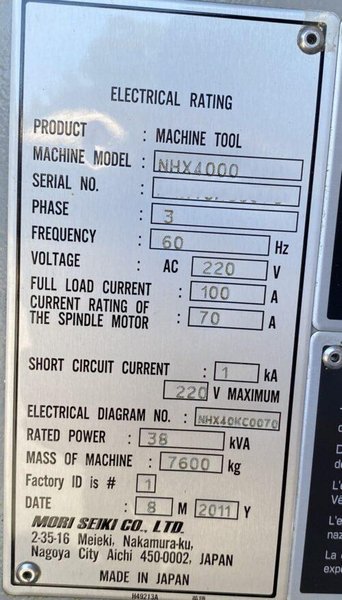 ELECTRICAL RATING
PRODUCT : MACHINE TOOL
MACHINE MODEL : NHX4000
SERIAL NO. :
PHASE : 3
FREQUENCY : 60 Hz
VOLTAGE : AC 220 V
FULL LOAD CURRENT : 100 A
CURRENT RATING OF
THE SPINDLE MOTOR : 70 A
SHORT CIRCUIT CURRENT : 1 kA
220 V MAXIMUM
ELECTRICAL DIAGRAM NO. : NHX40KC0070
RATED POWER : 38 kVA
MASS OF MACHINE : 7600 kg
Factory ID is # 1
DATE : 8 M 2011 Y
MORI SEIKI CO., LTD.
2-35-16 Meieki, Nakamura-ku,
Nagoya City Aichi 450-0002, JAPAN
MADE IN JAPAN
H49213A